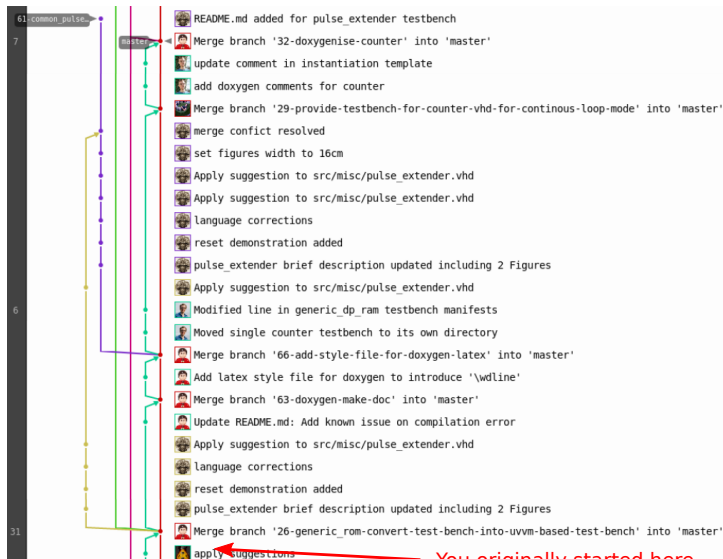 61-common_pulse…
README.md added for pulse_extender testbench
7
master
Merge branch '32-doxygenise-counter' into 'master'
update comment in instantiation template
add doxygen comments for counter
Merge branch '29-provide-testbench-for-counter-vhd-for-continous-loop-mode' into 'master'
merge confict resolved
set figures width to 16cm
Apply suggestion to src/misc/pulse_extender.vhd
Apply suggestion to src/misc/pulse_extender.vhd
language corrections
reset demonstration added
pulse_extender brief description updated including 2 Figures
Apply suggestion to src/misc/pulse_extender.vhd
6
Modified line in generic_dp_ram testbench manifests
Moved single counter testbench to its own directory
Merge branch '66-add-style-file-for-doxygen-latex' into 'master'
Add latex style file for doxygen to introduce '\wdline'
Merge branch '63-doxygen-make-doc' into 'master'
Update README.md: Add known issue on compilation error
Apply suggestion to src/misc/pulse_extender.vhd
language corrections
reset demonstration added
pulse_extender brief description updated including 2 Figures
31
Merge branch '26-generic_rom-convert-test-bench-into-uvvm-based-test-bench' into 'master'
apply suggestions
You originally started here